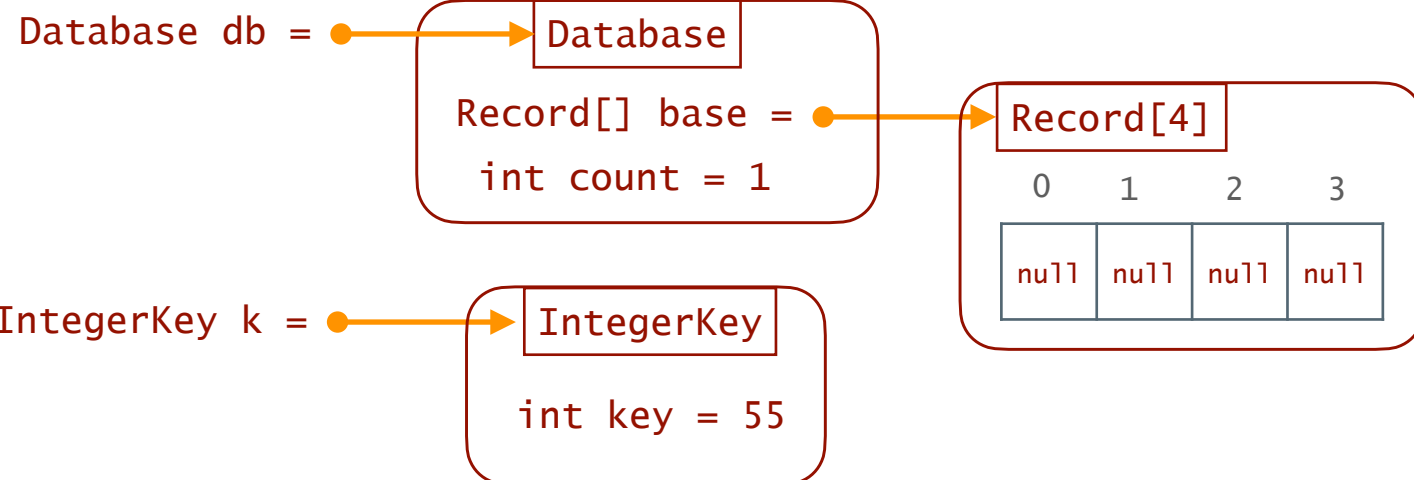 Database db =
Database
Record[] base =
int count = 1
Record[4]
0 1 2 3
null null null null
IntegerKey k =
IntegerKey
int key = 55